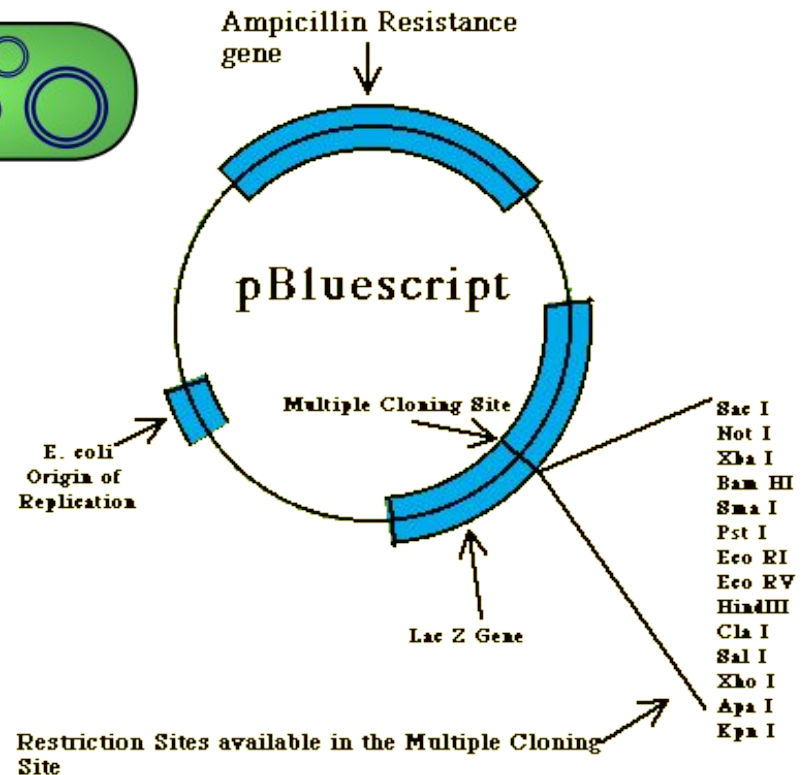 Ampicillin Resistance
gene
pBluescript
Multiple Cloning Site
E. coli
Origin of
Replication
Lac Z Gene
Sac I
Not I
Xba I
Bam HI
Sma I
Pst I
Eco RI
Eco RV
HindIII
Cla I
Sal I
Xho I
Apa I
Kpn I
Restriction Sites available in the Multiple Cloning
Site